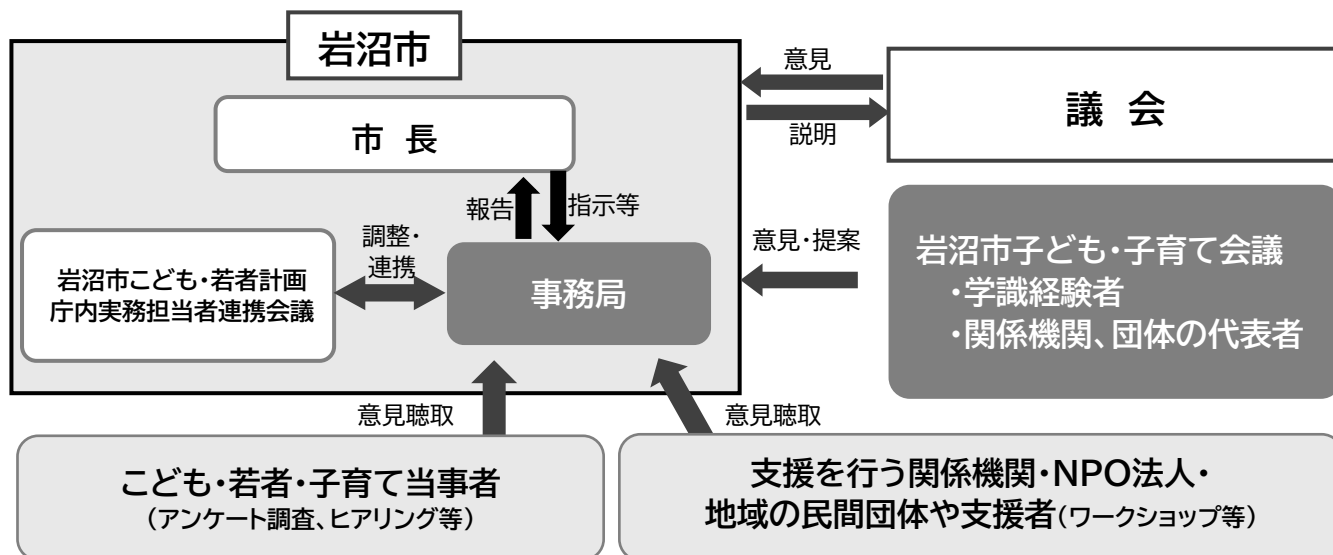 岩沼市
市 長
報告
指示等
調整・
連携
岩沼市こども・若者計画
庁内実務担当者連携会議
事務局
意見
説明
議 会
意見・提案
岩沼市子ども・子育て会議
・学識経験者
・関係機関、団体の代表者
意見聴取
意見聴取
こども・若者・子育て当事者
(アンケート調査、ヒアリング等)
支援を行う関係機関・NPO法人・
地域の民間団体や支援者(ワークショップ等)